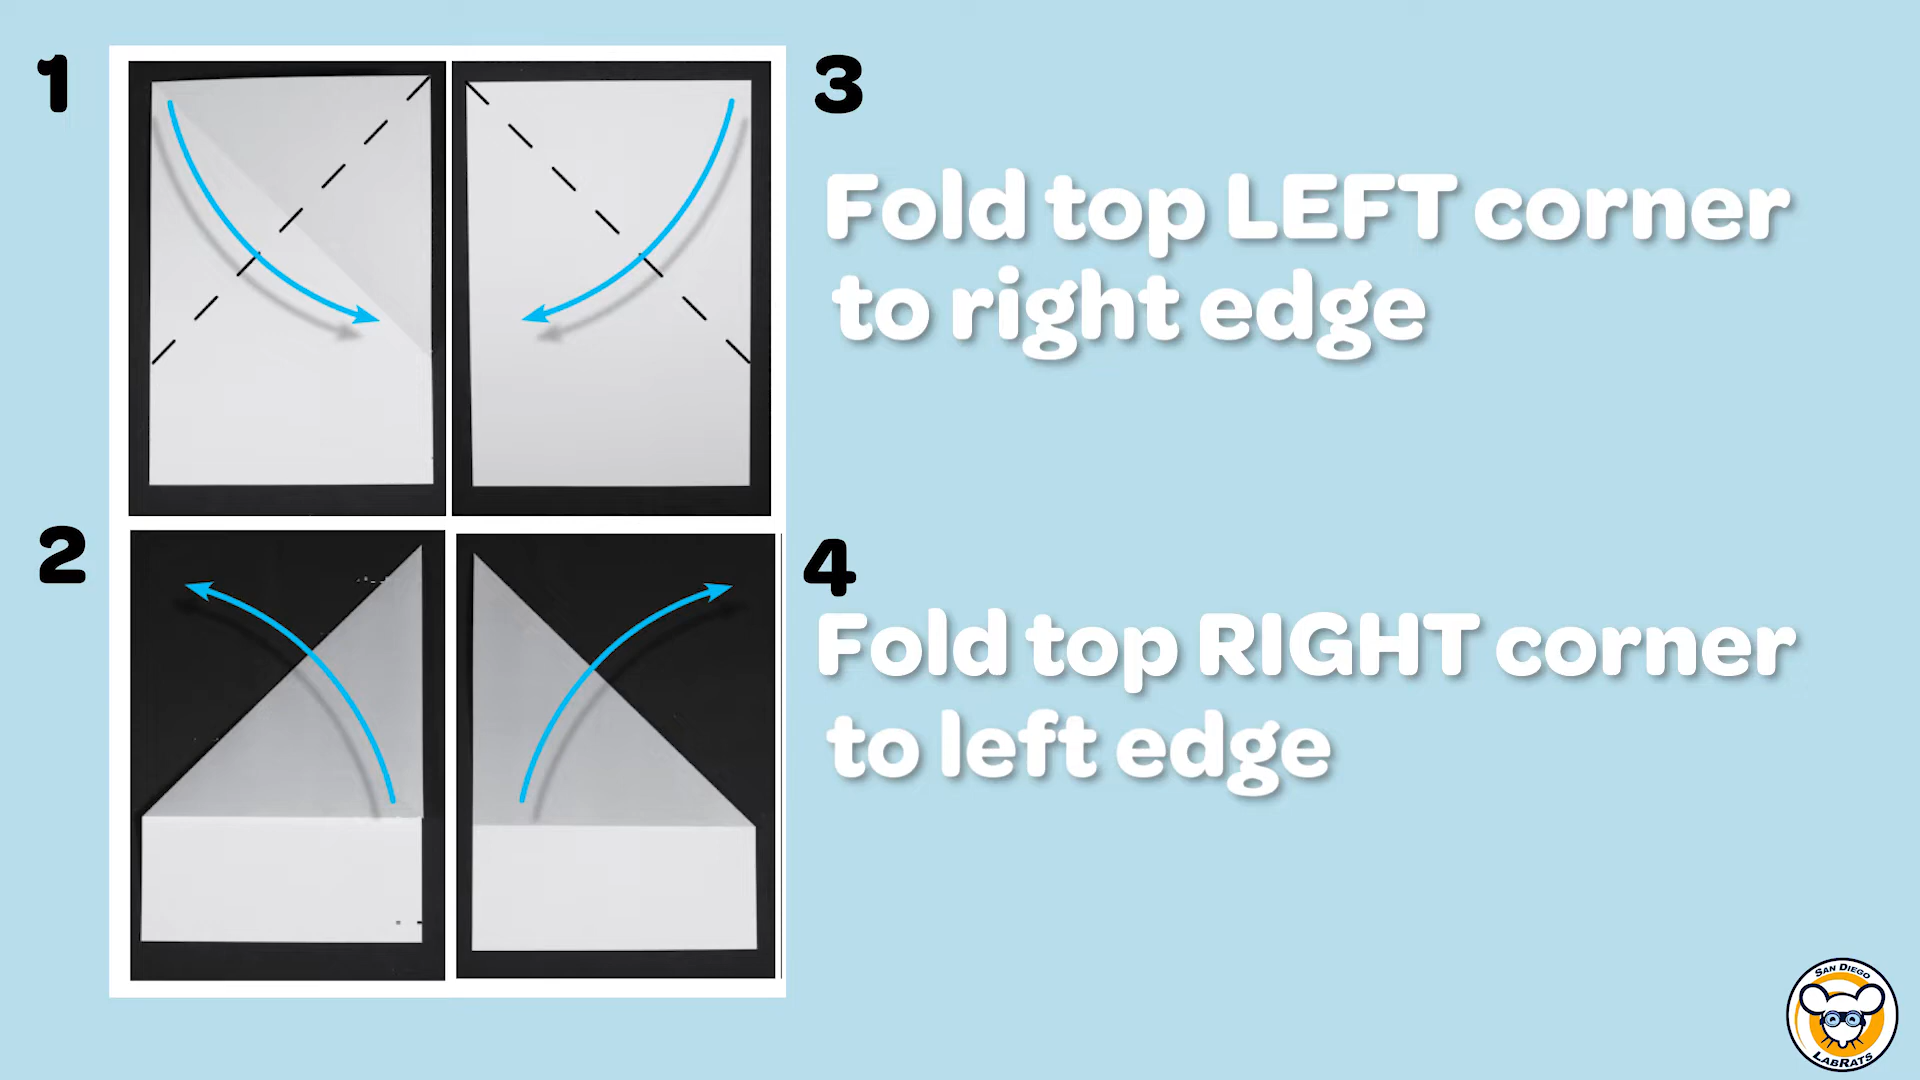 1
3
Fold top LEFT corner
to right edge
2
4
Fold top RIGHT corner
to left edge
SAN DIEGO
LABRATS